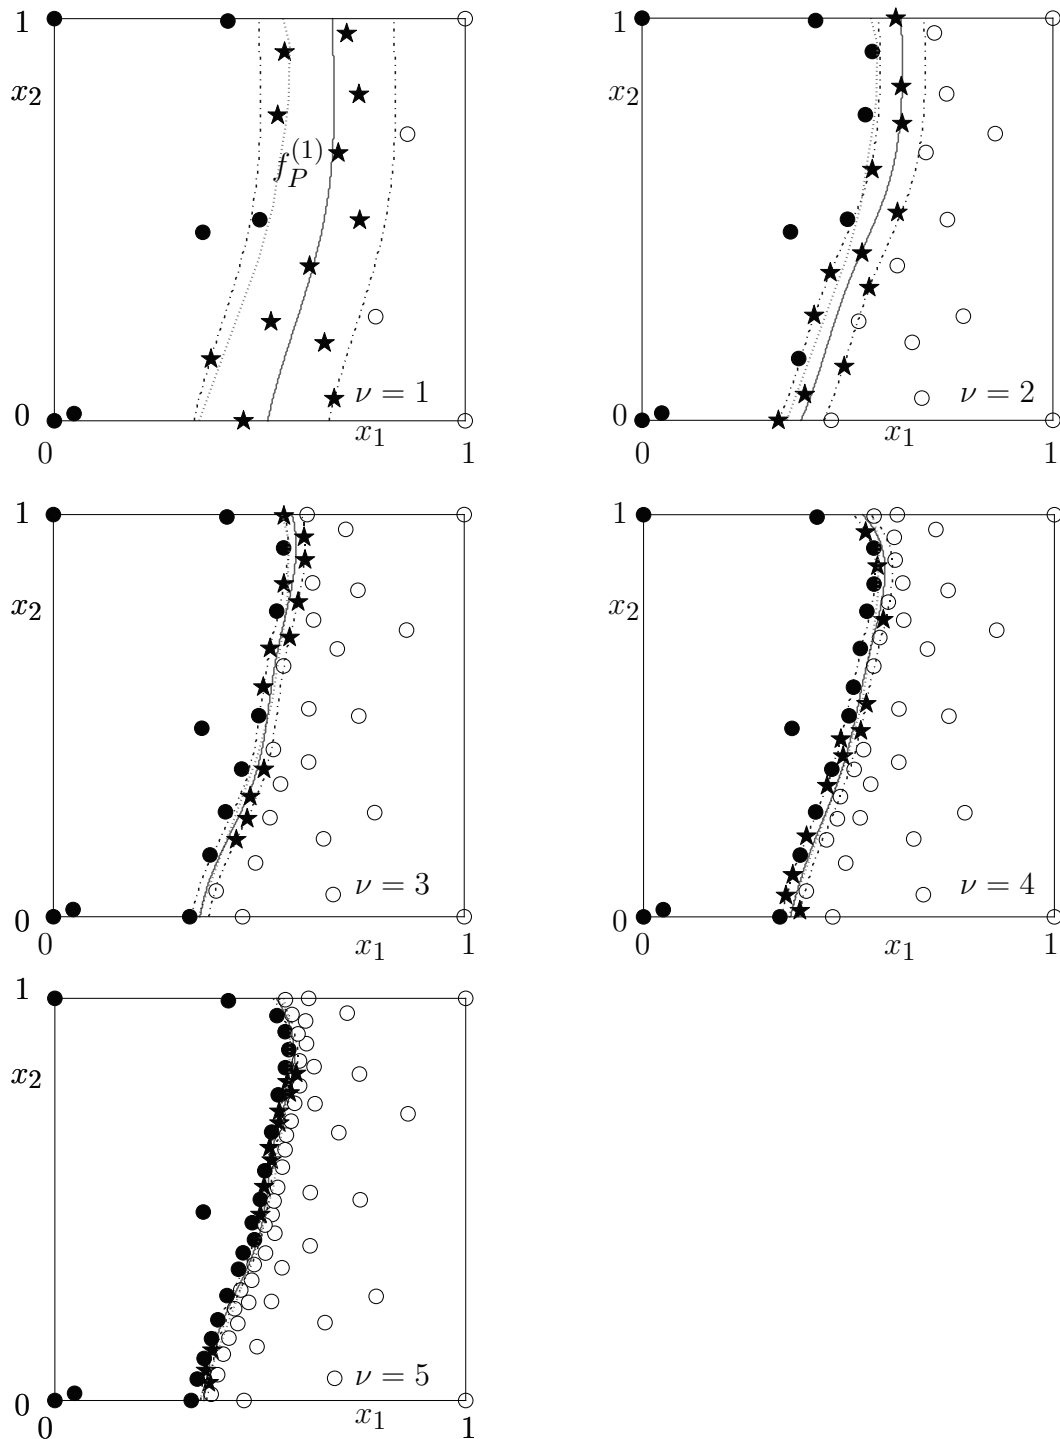 1 1
x₂ x₂
f_P^{(1)}
ν = 1 ν = 2
0 0
x₁ x₁
0 1 0 1
1 1
x₂ x₂
ν = 3 ν = 4
0 0
x₁ x₁
0 1 0 1
1
x₂
ν = 5
0
x₁
0 1